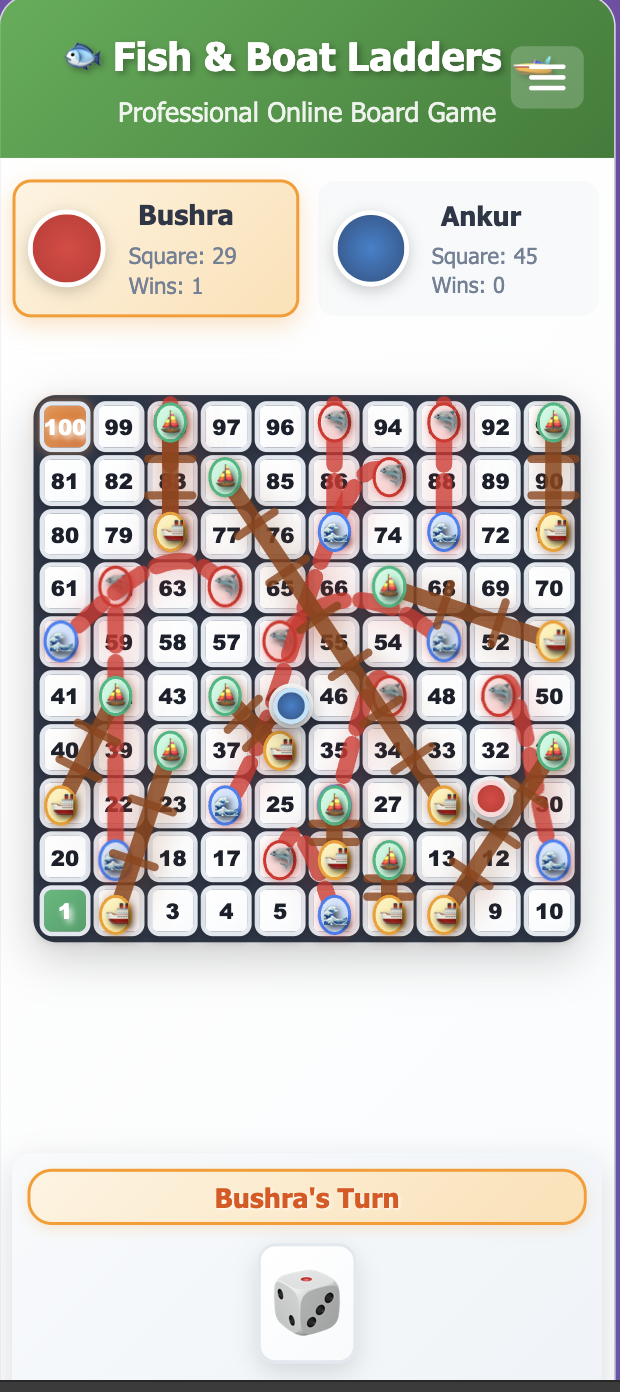 Fish & Boat Ladders
Professional Online Board Game
Bushra
Square: 29
Wins: 1
Ankur
Square: 45
Wins: 0
100 99 97 96 94 92
81 82 83 85 86 88 89 90
80 79 77 76 74 72
61 63 65 66 68 69 70
59 58 57 55 54 52
41 43 46 48 50
40 39 37 35 34 33 32
22 23 25 27 30
20 18 17 13 12
1 3 4 5 9 10
Bushra's Turn